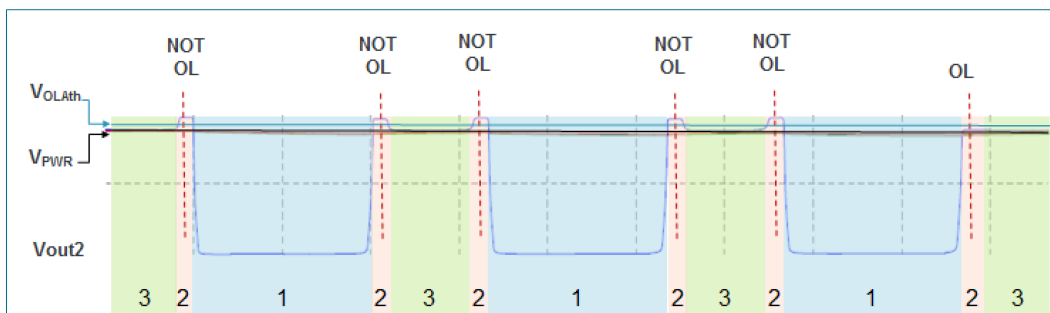 NOT OL
NOT OL
NOT OL
NOT OL
NOT OL
OL
VOLAth
VPWR
Vout2
3 2 1 2 3 2 1 2 3 2 1 2 3